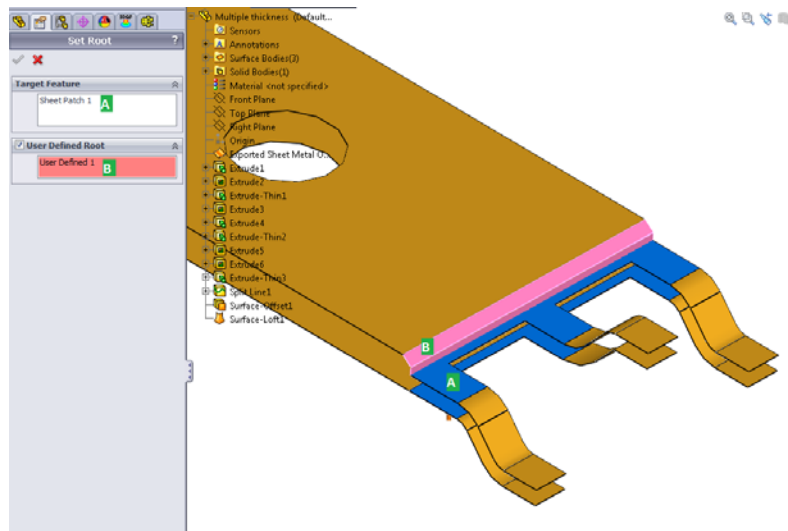 Set Root
?
Target Feature
Sheet Patch 1
A
User Defined Root
User Defined 1
B
Multiple thickness (Default...
Sensors
Annotations
Surface Bodies(3)
Solid Bodies(1)
Material <not specified>
Front Plane
Top Plane
Right Plane
Origin
Exported Sheet Metal O...
Extrude1
Extrude2
Extrude-Thin1
Extrude3
Extrude4
Extrude-Thin2
Extrude5
Extrude6
Extrude-Thin3
Split Line1
Surface-Offset1
Surface-Loft1
B
A